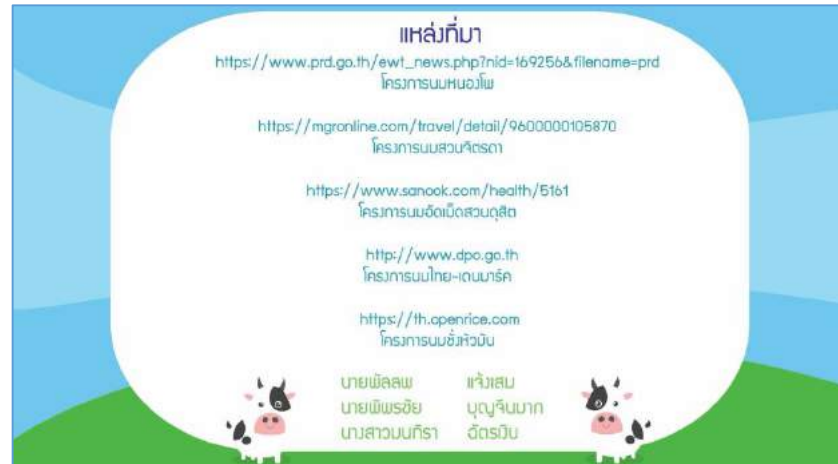 แหล่งที่มา
https://www.prd.go.th/ewt_news.php?nid=169256&filename=prd
โครงการนมหนองโพ
https://mgronline.com/travel/detail/9600000105870
โครงการนมสวนจิตรดา
https://www.sanook.com/health/5161
โครงการนมอัดเม็ดสวนดุสิต
http://www.dpo.go.th
โครงการนมไทย-เดนมาร์ค
https://th.openrice.com
โครงการนมชั่งหัวมัน
นายพัลลพ แจ้งเสม
นายพิพรชัย บุญจีนมาก
นางสาวมนทิรา ฉัตรเงิน